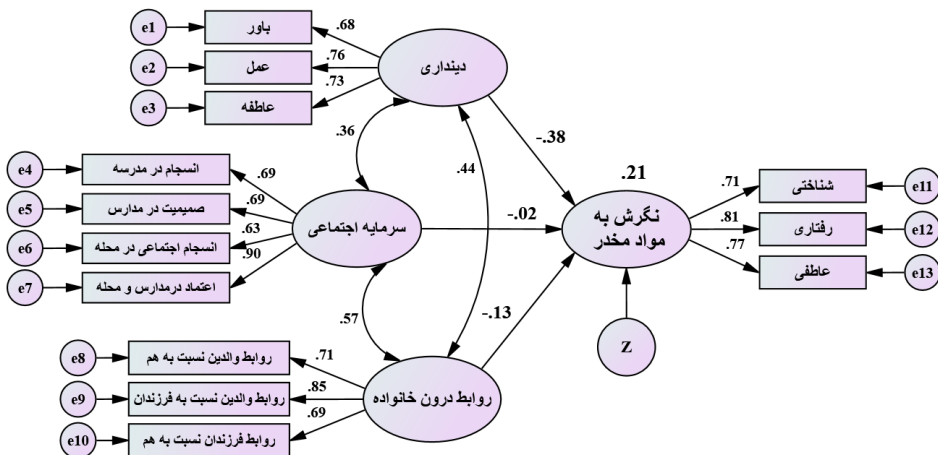 e1
باور
.68
e2
عمل
.76
e3
عاطفه
.73
دینداری
.36
.44
-.38
e4
انسجام در مدرسه
.69
e5
صمیمیت در مدارس
.69
e6
انسجام اجتماعی در محله
.63
e7
اعتماد درمدارس و محله
.90
سرمایه اجتماعی
-.02
.21
نگرش به
مواد مخدر
.71
شناختی
e11
.81
رفتاری
e12
.77
عاطفی
e13
Z
.57
-.13
e8
روابط والدین نسبت به هم
.71
e9
روابط والدین نسبت به فرزندان
.85
e10
روابط فرزندان نسبت به هم
.69
روابط درون خانواده